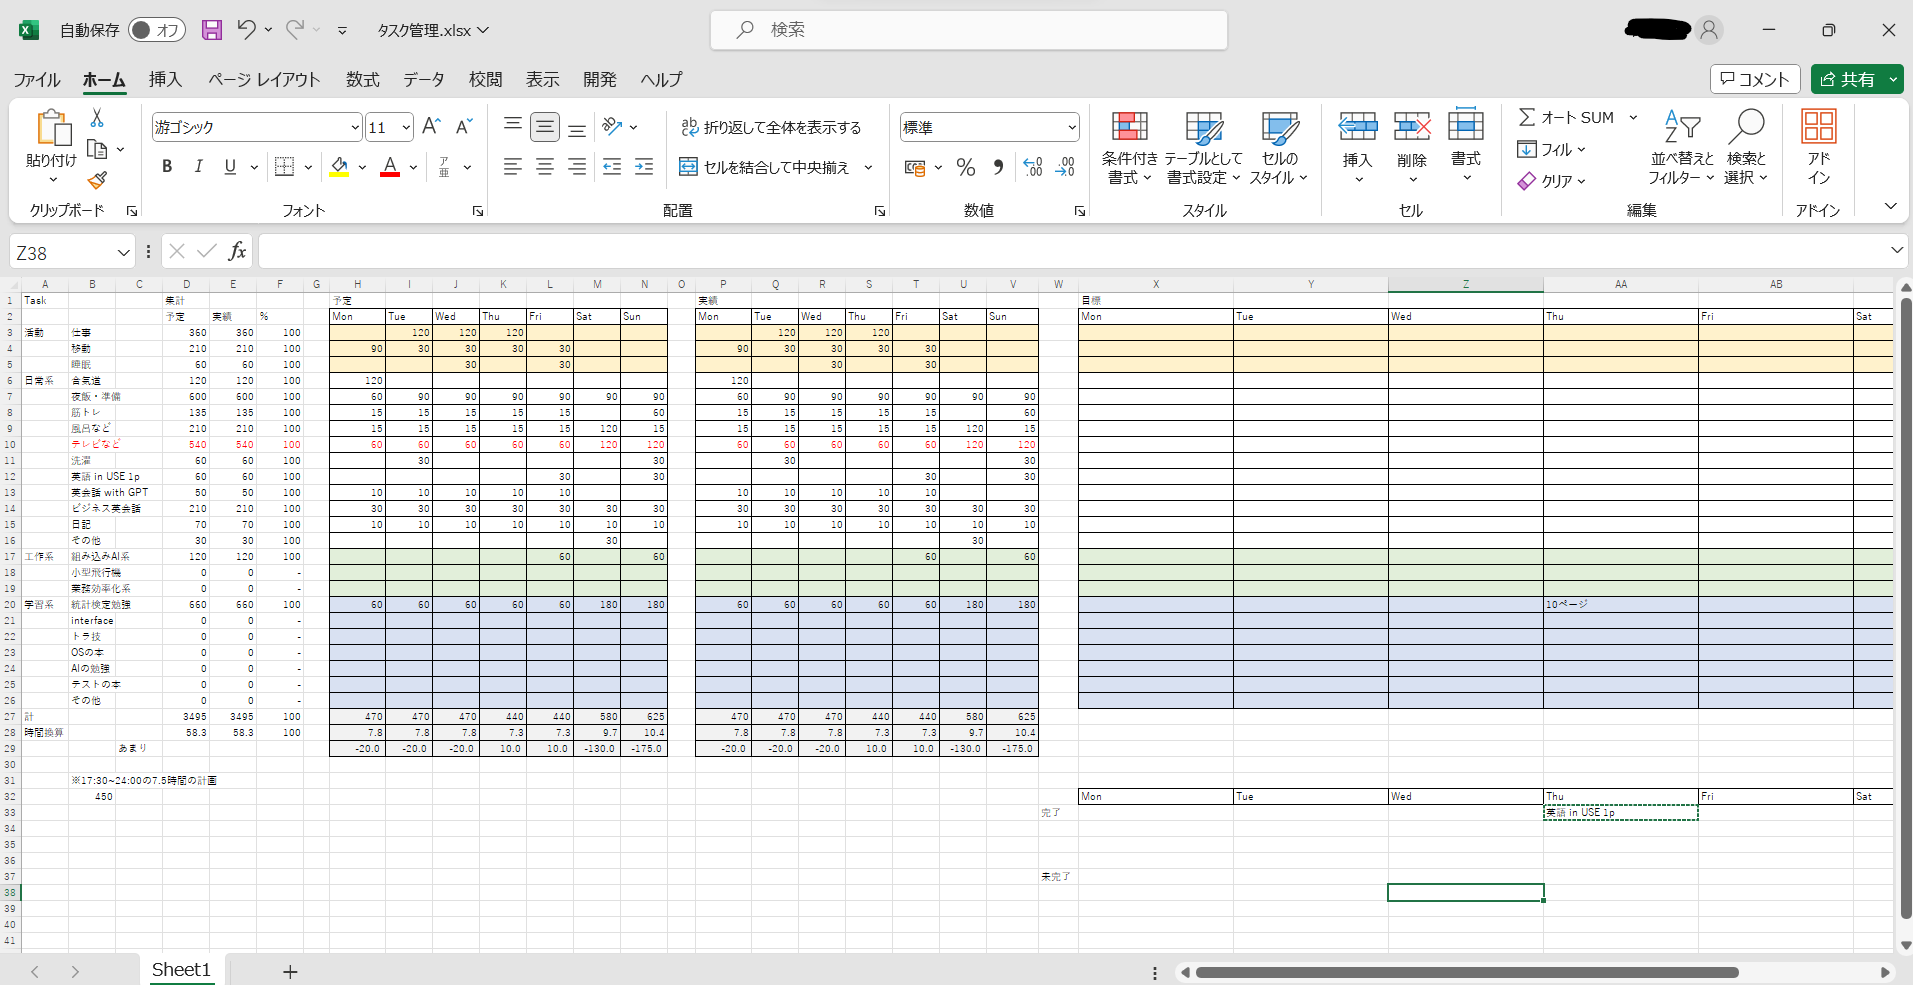 自動保存 オフ タスク管理.xlsx 検索
ファイル ホーム 挿入 ページ レイアウト 数式 データ 校閲 表示 開発 ヘルプ コメント 共有
貼り付け
クリップボード
游ゴシック 11
B I U
フォント
折り返して全体を表示する
セルを結合して中央揃え
配置
標準
数値
条件付き書式 テーブルとして書式設定 セルのスタイル
スタイル
挿入 削除 書式
セル
オート SUM
フィル
クリア
並べ替えとフィルター 検索と選択
編集
アドイン
アドイン
Z38 fx
A B C D E F G H I J K L M N O P Q R S T U V W X Y Z AA AB
1 Task 集計 予定 実績 目標
2 予定 実績 % Mon Tue Wed Thu Fri Sat Sun Mon Tue Wed Thu Fri Sat Sun Mon Tue Wed Thu Fri Sat
3 活動 仕事 360 360 100 120 120 120 120 120 120
4 移動 210 210 100 90 30 30 30 30 90 30 30 30 30
5 睡眠 60 60 100 30 30 30 30
6 日常系 合気道 120 120 100 120 120
7 夜飯・準備 600 600 100 60 90 90 90 90 90 90 60 90 90 90 90 90 90
8 筋トレ 135 135 100 15 15 15 15 15 60 15 15 15 15 15 60
9 風呂など 210 210 100 15 15 15 15 15 120 15 15 15 15 15 15 120 15
10 テレビなど 540 540 100 60 60 60 60 60 120 120 60 60 60 60 60 120 120
11 洗濯 60 60 100 30 30 30 30
12 英語 in USE 1p 60 60 100 30 30 30 30
13 英会話 with GPT 50 50 100 10 10 10 10 10 10 10 10 10 10
14 ビジネス英会話 210 210 100 30 30 30 30 30 30 30 30 30 30 30 30 30 30
15 日記 70 70 100 10 10 10 10 10 10 10 10 10 10 10 10 10 10
16 その他 30 30 100 30 30
17 工作系 組み込みAI系 120 120 100 60 60 60 60
18 小型飛行機 0 0 -
19 業務効率化系 0 0 -
20 学習系 統計検定勉強 660 660 100 60 60 60 60 60 180 180 60 60 60 60 60 180 180 10ページ
21 interface 0 0 -
22 トラ技 0 0 -
23 OSの本 0 0 -
24 AIの勉強 0 0 -
25 テストの本 0 0 -
26 その他 0 0 -
27 計 3495 3495 100 470 470 470 440 440 580 625 470 470 470 440 440 580 625
28 時間換算 58.3 58.3 100 7.8 7.8 7.8 7.3 7.3 9.7 10.4 7.8 7.8 7.8 7.3 7.3 9.7 10.4
29 あまり -20.0 -20.0 -20.0 10.0 10.0 -130.0 -175.0 -20.0 -20.0 -20.0 10.0 10.0 -130.0 -175.0
30
31 ※17:30~24:00の7.5時間の計画
32 450 Mon Tue Wed Thu Fri Sat
33 完了 英語 in USE 1p
34
35
36
37 未完了
38
39
40
41
Sheet1